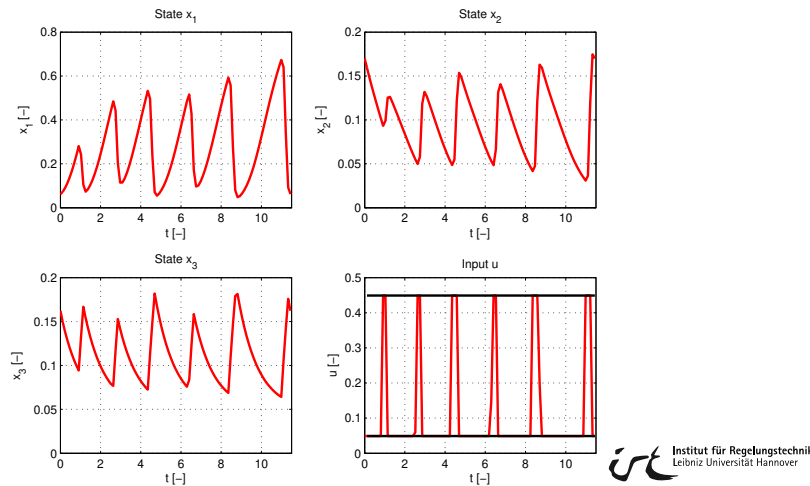 State x1
0.8
0.6
0.4
0.2
0
x1 [−]
0 2 4 6 8 10
t [−]
State x2
0.2
0.15
0.1
0.05
0
x2 [−]
0 2 4 6 8 10
t [−]
State x3
0.2
0.15
0.1
0.05
0
x3 [−]
0 2 4 6 8 10
t [−]
Input u
0.5
0.4
0.3
0.2
0.1
0
u [−]
0 2 4 6 8 10
t [−]
irt
Institut für Regelungstechnik
Leibniz Universität Hannover